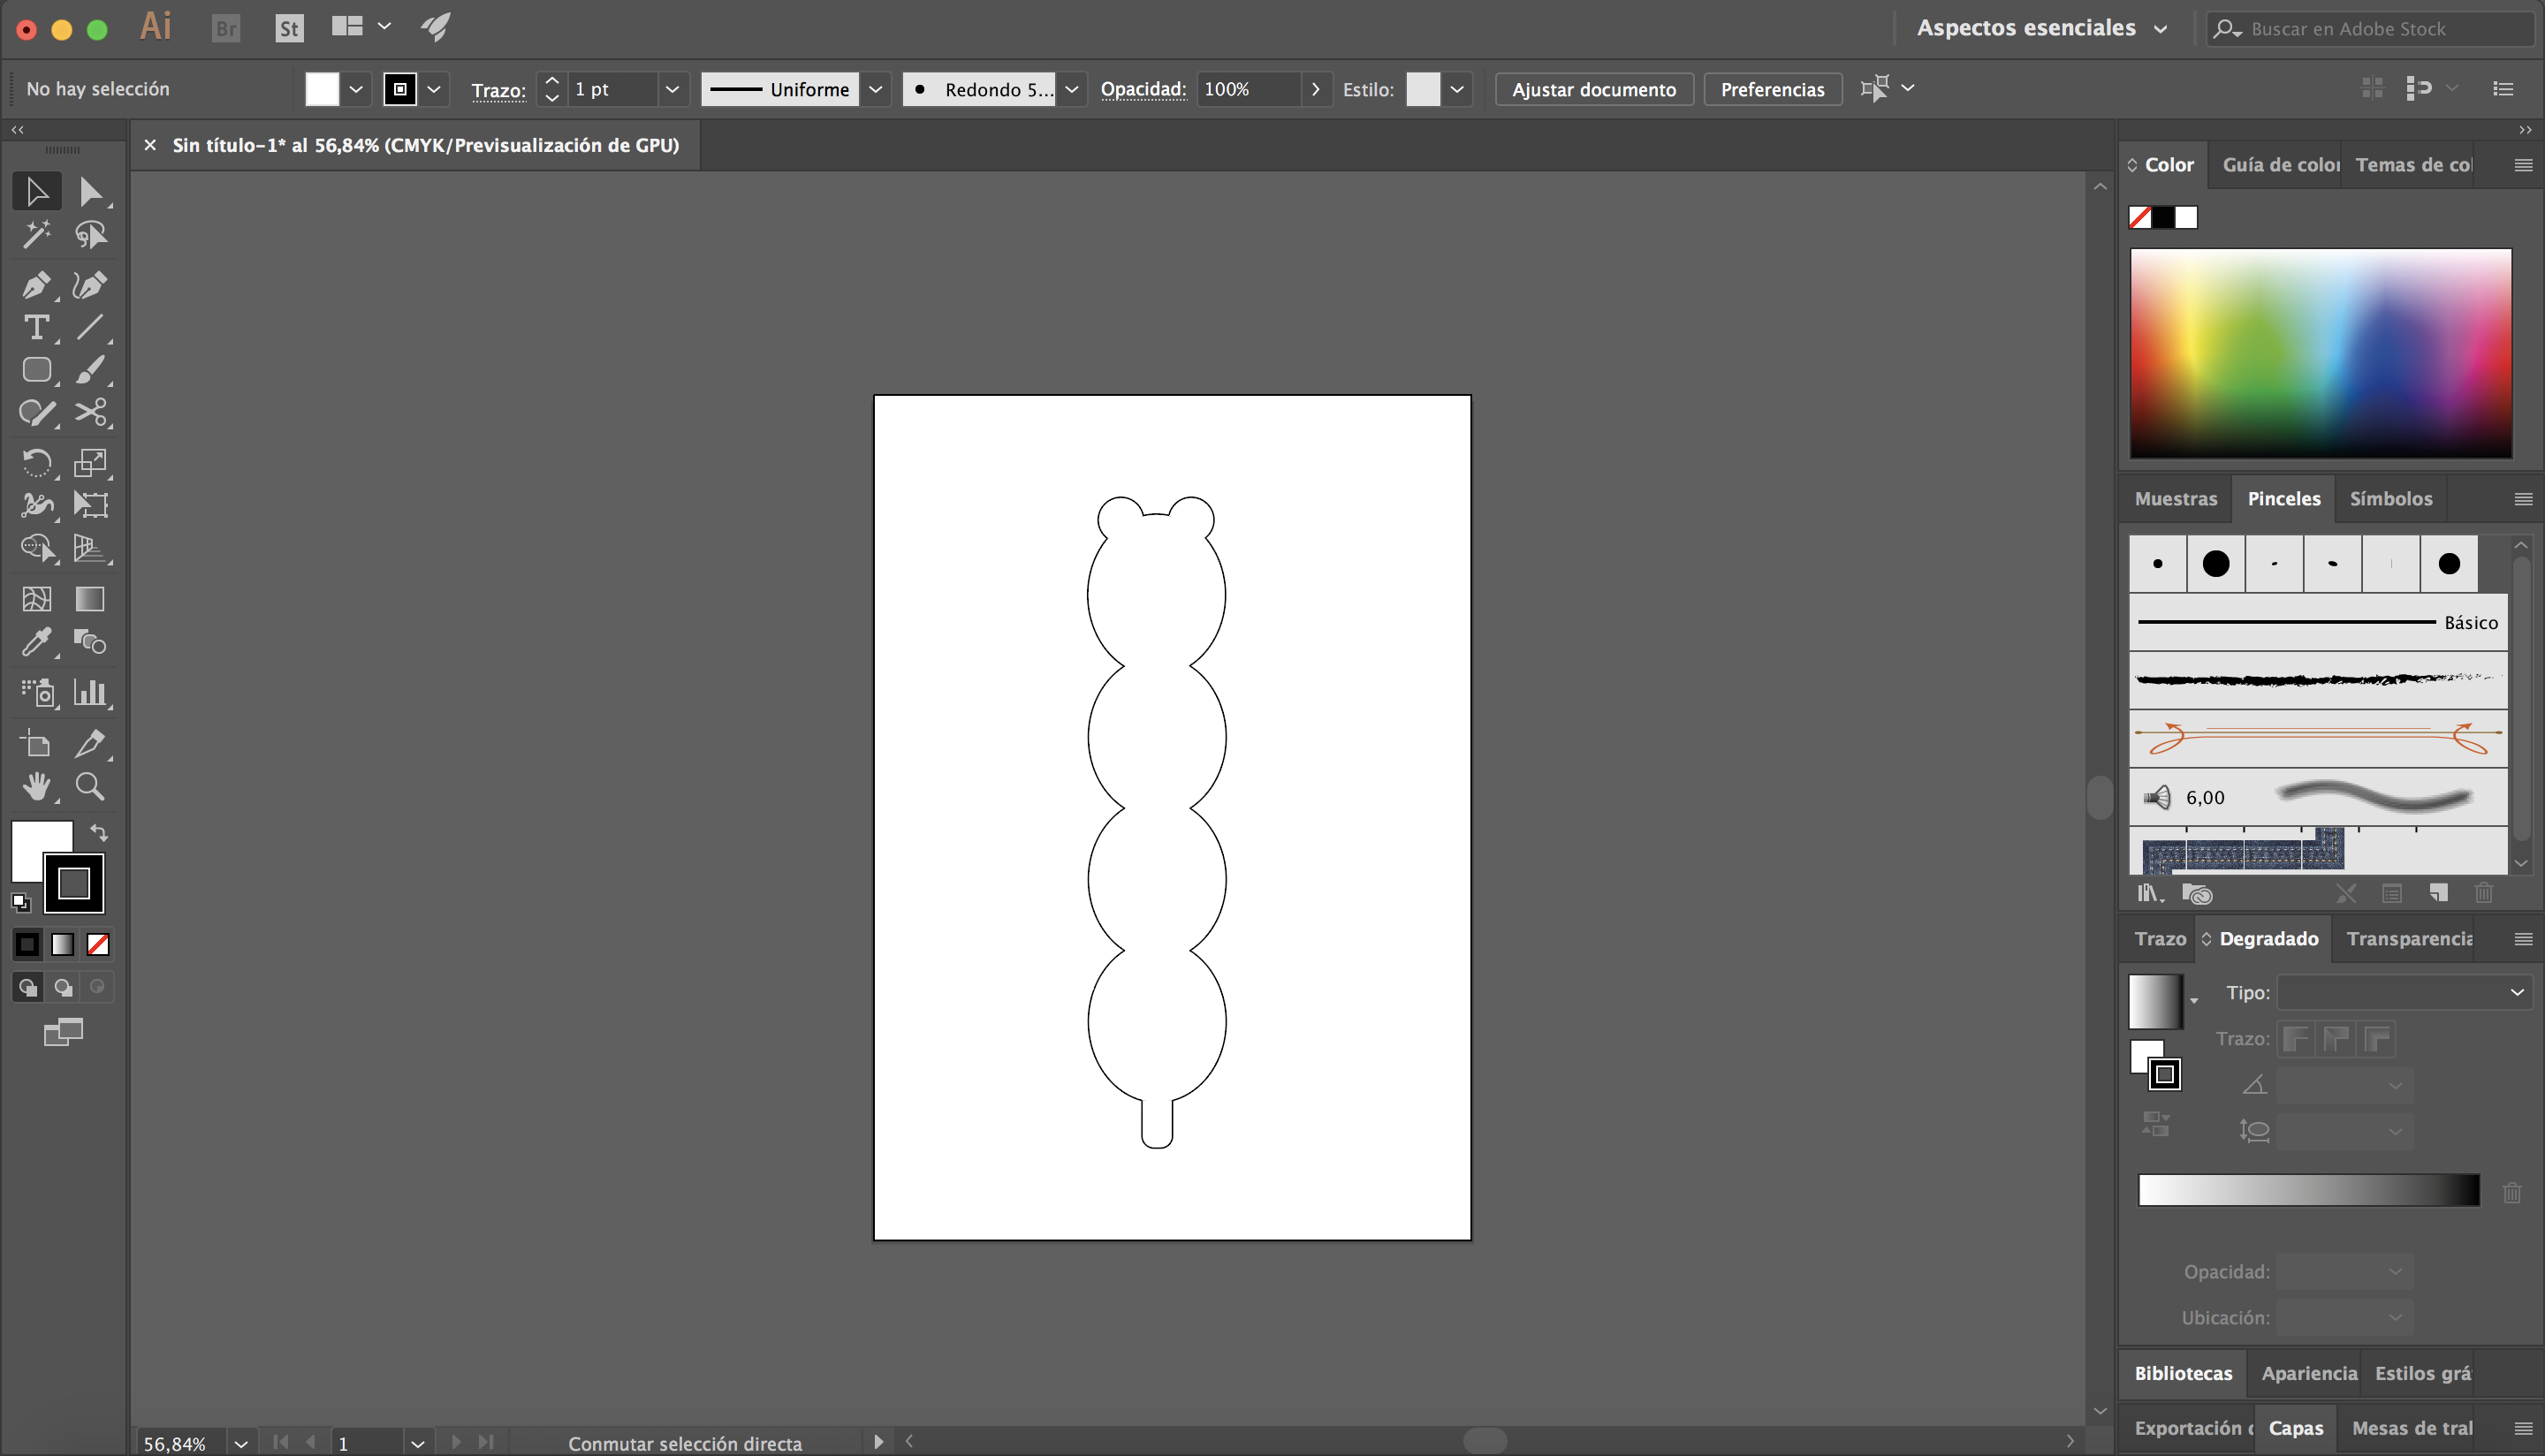 Ai Br St Aspectos esenciales Buscar en Adobe Stock
No hay selección Trazo: 1 pt Uniforme Redondo 5... Opacidad: 100% Estilo: Ajustar documento Preferencias
Sin título-1* al 56,84% (CMYK/Previsualización de GPU)
Color Guía de color Temas de col
Muestras Pinceles Símbolos
Básico
6,00
Trazo Degradado Transparencia
Tipo:
Trazo:
Opacidad:
Ubicación:
Bibliotecas Apariencia Estilos grá
Exportación d Capas Mesas de tral
56,84% 1 Conmutar selección directa